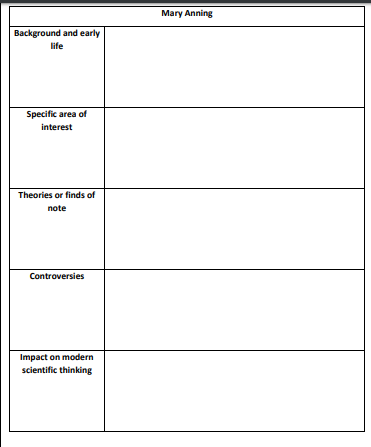 Mary Anning
Background and early
life
Specific area of
interest
Theories or finds of
note
Controversies
Impact on modern
scientific thinking